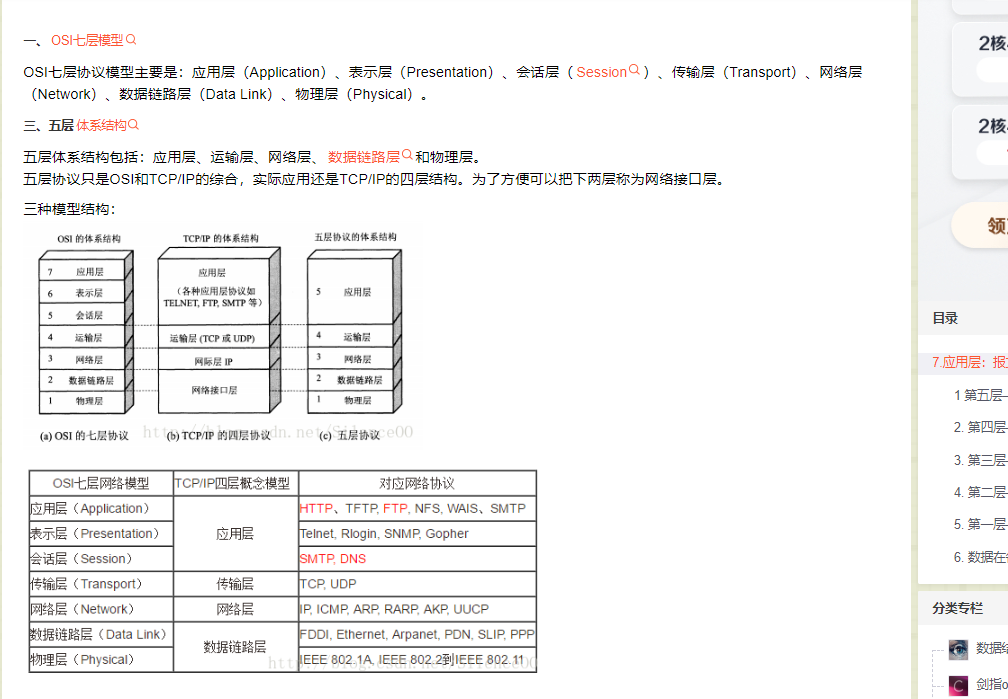 一、OSI七层模型
OSI七层协议模型主要是：应用层（Application）、表示层（Presentation）、会话层（Session）、传输层（Transport）、网络层
（Network）、数据链路层（Data Link）、物理层（Physical）。
三、五层体系结构
五层体系结构包括：应用层、运输层、网络层、数据链路层和物理层。
五层协议只是OSI和TCP/IP的综合，实际应用还是TCP/IP的四层结构。为了方便可以把下两层称为网络接口层。
三种模型结构：
OSI 的体系结构
7 应用层
6 表示层
5 会话层
4 运输层
3 网络层
2 数据链路层
1 物理层
(a) OSI 的七层协议
TCP/IP 的体系结构
应用层
（各种应用层协议如
TELNET, FTP, SMTP 等）
运输层 (TCP 或 UDP)
网际层 IP
网络接口层
(b) TCP/IP 的四层协议
五层协议的体系结构
5 应用层
4 运输层
3 网络层
2 数据链路层
1 物理层
(c) 五层协议
OSI七层网络模型 TCP/IP四层概念模型 对应网络协议
应用层（Application） 应用层 HTTP、TFTP, FTP, NFS, WAIS、SMTP
表示层（Presentation） Telnet, Rlogin, SNMP, Gopher
会话层（Session） SMTP, DNS
传输层（Transport） 传输层 TCP, UDP
网络层（Network） 网络层 IP, ICMP, ARP, RARP, AKP, UUCP
数据链路层（Data Link） 数据链路层 FDDI, Ethernet, Arpanet, PDN, SLIP, PPP
物理层（Physical） IEEE 802.1A, IEEE 802.2到IEEE 802.11
2核
2核
领
目录
7.应用层：报
1 第五层
2. 第四层
3. 第三层
4. 第二层
5. 第一层
6. 数据在
分类专栏
数据结
剑指o